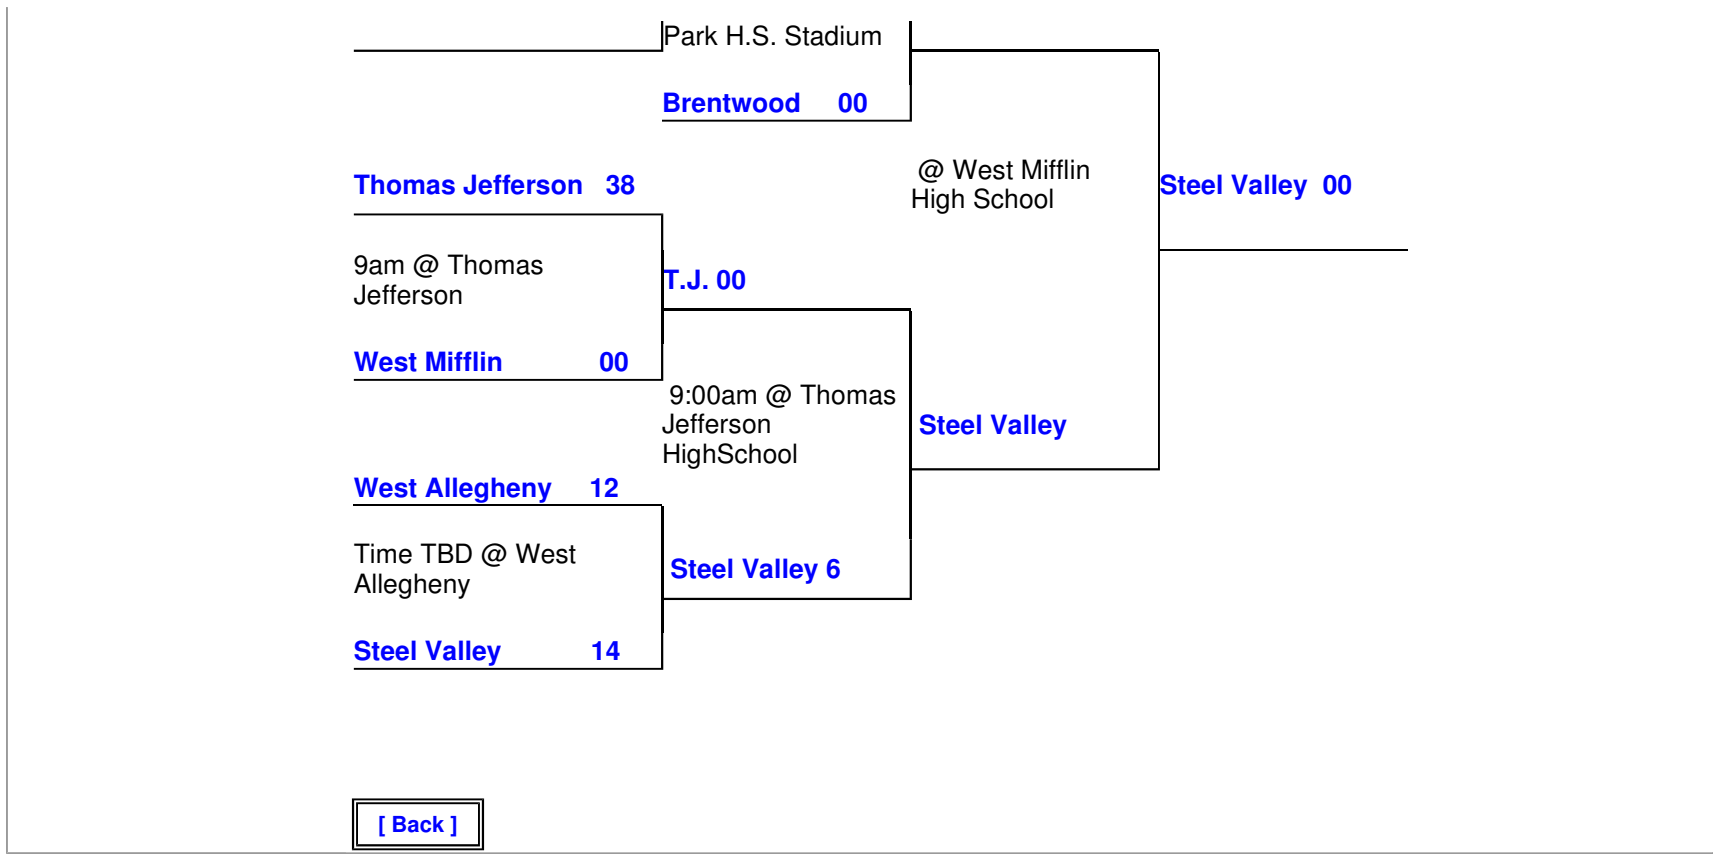 Park H.S. Stadium
Brentwood 00
@ West Mifflin
High School
Thomas Jefferson 38
Steel Valley 00
9am @ Thomas
Jefferson
T.J. 00
West Mifflin 00
9:00am @ Thomas
Jefferson
HighSchool
Steel Valley
West Allegheny 12
Time TBD @ West
Allegheny
Steel Valley 6
Steel Valley 14
[ Back ]